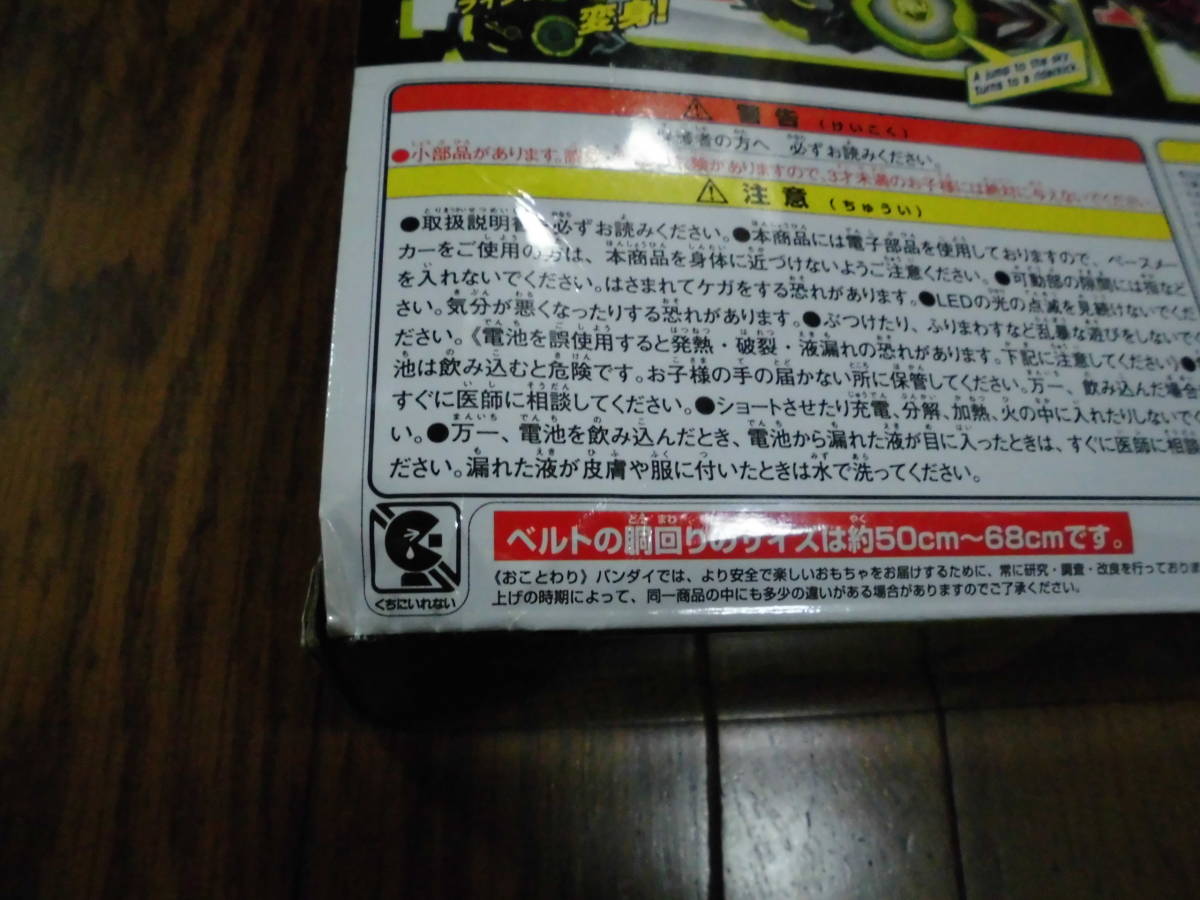 変身!
A jump to the sky
Turns to a riderkick
警告 (けいこく)
護者の方へ 必ずお読みください。
●小部品があります。 険がありますので、3才未満のお子様には絶対に与えないでください。
注意 (ちゅうい)
●取扱説明書 必ずお読みください。●本商品には電子部品を使用しておりますので、ペースメー
カーをご使用の方は、本商品を身体に近づけないようご注意ください。●可動部の隙間には指など
を入れないでください。はさまれてケガをする恐れがあります。●LEDの光の点滅を見続けないでくだ
さい。気分が悪くなったりする恐れがあります。●ぶつけたり、ふりまわすなど乱暴な遊びをしないで
ください。《電池を誤使用すると発熱・破裂・液漏れの恐れがあります。下記に注意してください》●
池は飲み込むと危険です。お子様の手の届かない所に保管してください。万一、飲み込んだ場合
すぐに医師に相談してください。●ショートさせたり充電、分解、加熱、火の中に入れたりしないで
い。●万一、電池を飲み込んだとき、電池から漏れた液が目に入ったときは、すぐに医師に相談
ださい。漏れた液が皮膚や服に付いたときは水で洗ってください。
くちにいれない
ベルトの胴回りのサイズは約50cm～68cmです。
《おことわり》バンダイでは、より安全で楽しいおもちゃをお届けするために、常に研究・調査・改良を行っておりま
上げの時期によって、同一商品の中にも多少の違いがある場合がありますのでご了承ください。